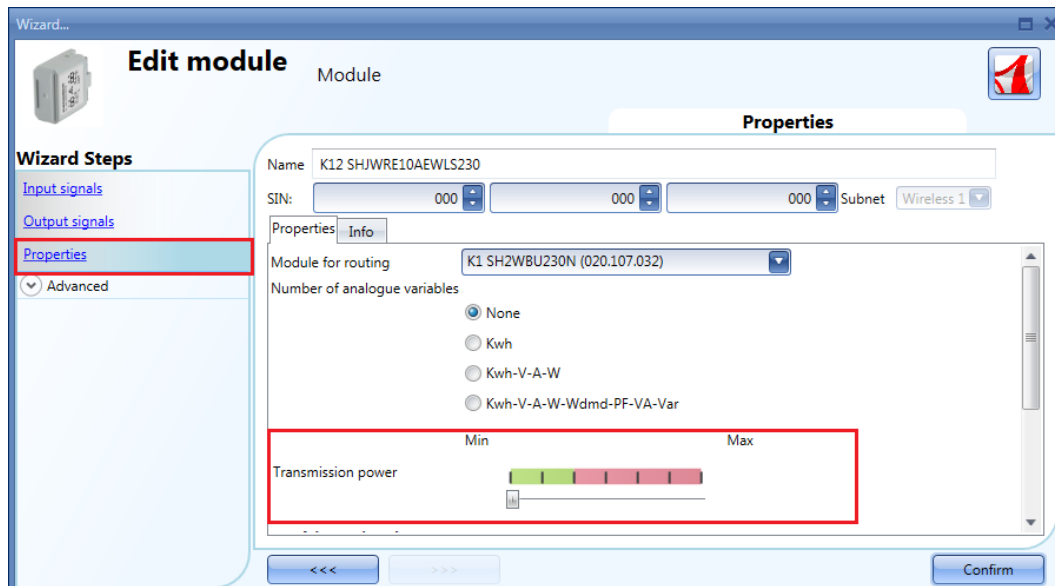 Wizard...
Edit module
Module
Properties
Wizard Steps
Input signals
Output signals
Properties
Advanced
Name K12 SHJWRE10AEWLS230
SIN: 000 000 000 Subnet Wireless 1
Properties Info
Module for routing K1 SH2WBU230N (020.107.032)
Number of analogue variables
None
Kwh
Kwh-V-A-W
Kwh-V-A-W-Wdmd-PF-VA-Var
Min Max
Transmission power
<<< >>> Confirm